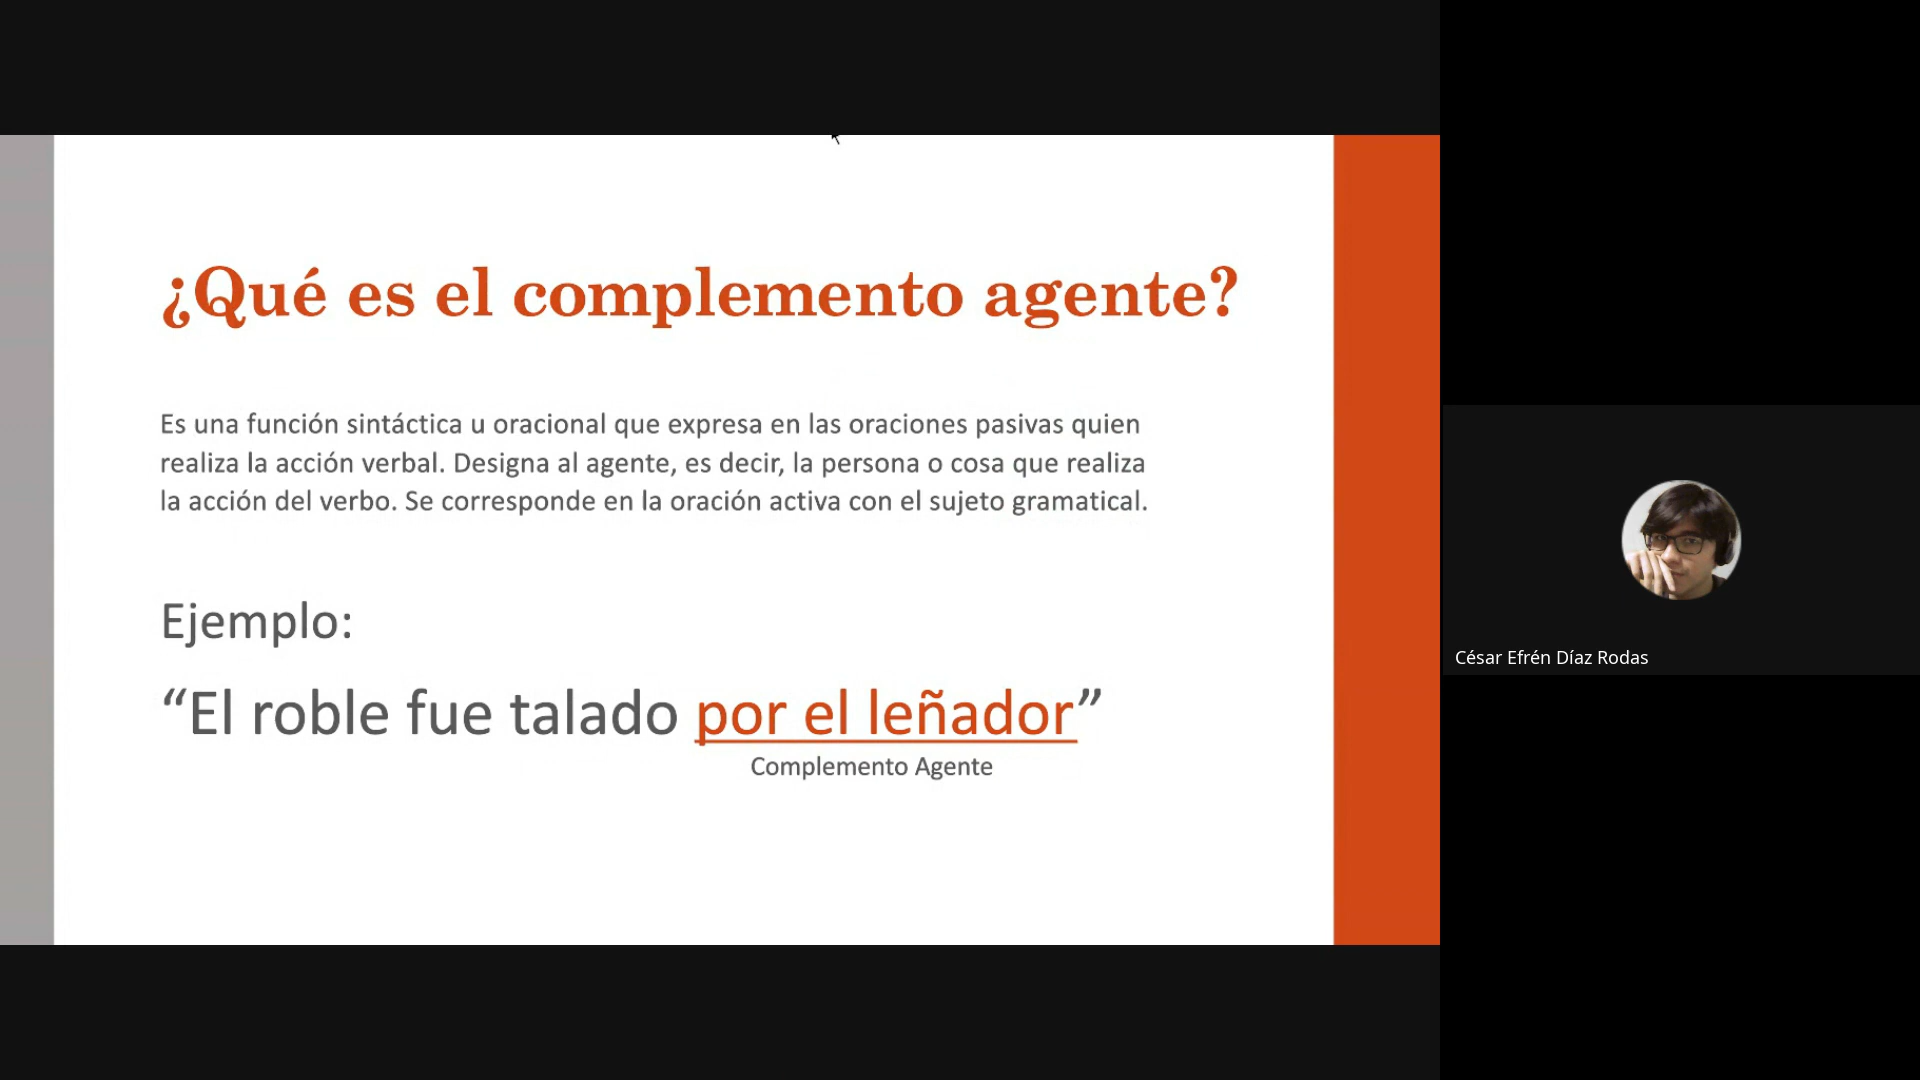 ¿Qué es el complemento agente?
Es una función sintáctica u oracional que expresa en las oraciones pasivas quien
realiza la acción verbal. Designa al agente, es decir, la persona o cosa que realiza
la acción del verbo. Se corresponde en la oración activa con el sujeto gramatical.
Ejemplo:
“El roble fue talado por el leñador”
Complemento Agente
César Efrén Díaz Rodas